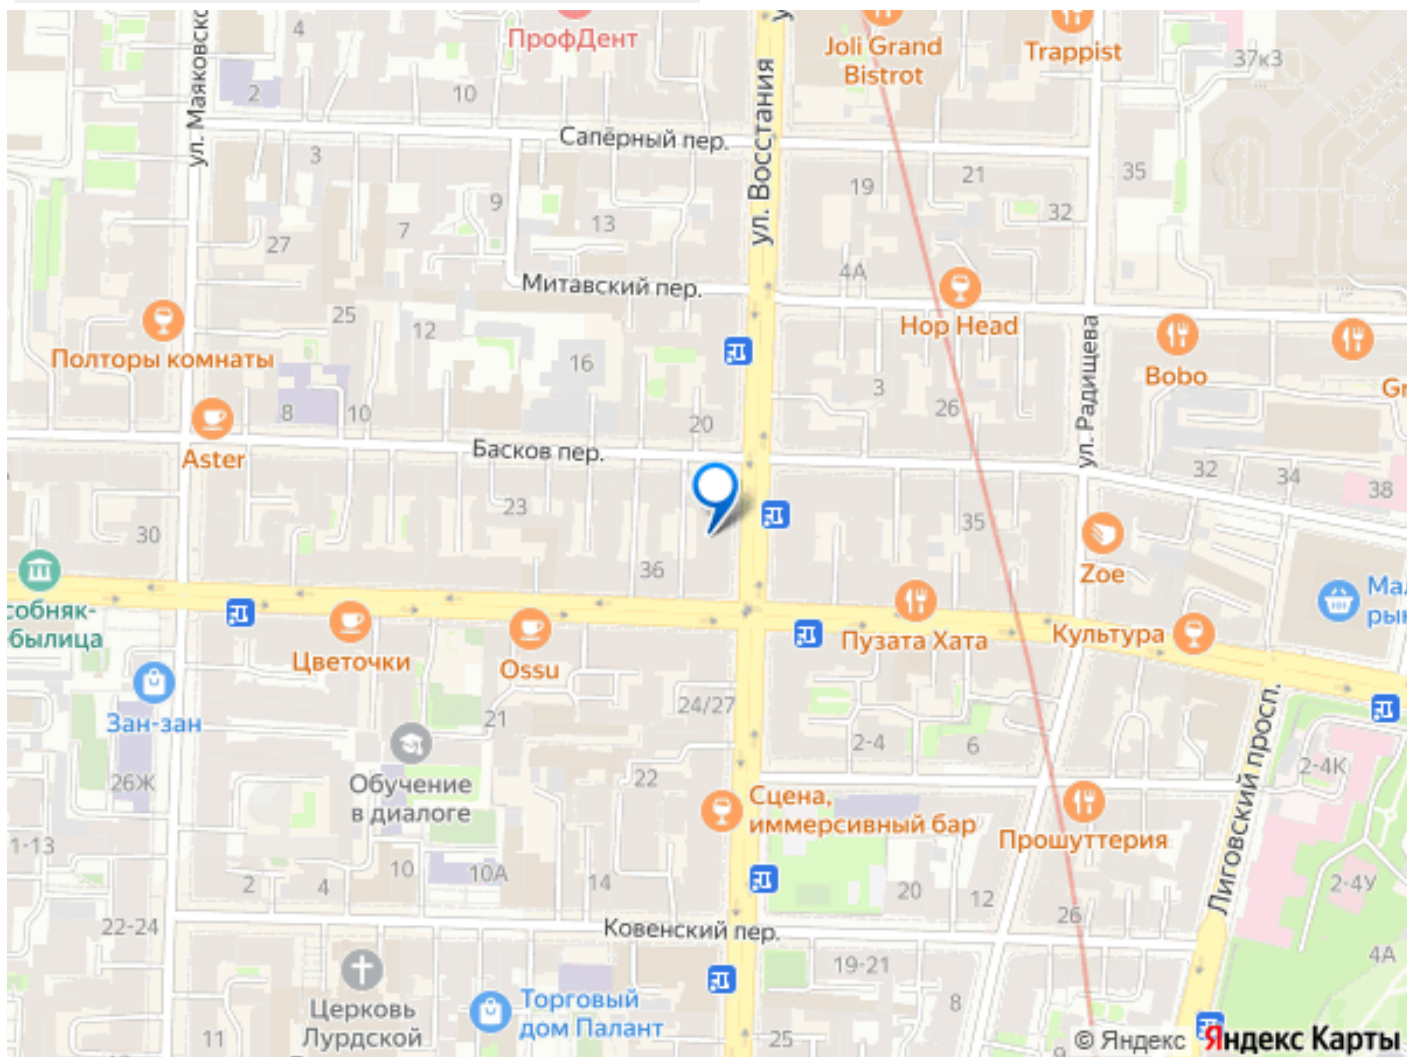 ПрофДент
Joli Grand
Bistrot
Trappist
37к3
4
2
10
ул. Маяковско
ул. Восстания
Сапёрный пер.
3
19
21
35
9
7
13
32
27
4А
Митавский пер.
25
12
Hop Head
Полторы комнаты
16
Bobo
Gr
ул. Радищева
8
10
20
3
26
Aster
Басков пер.
32
34
38
23
35
30
36
Zoe
собняк-
былица
Мал
рын
Цветочки
Ossu
Пузата Хата
Культура
Зан-зан
21
24/27
2-4
6
Лиговский просп.
2-4К
26Ж
Обучение
в диалоге
22
Сцена,
иммерсивный бар
Прошуттерия
1-13
2
4
10
10А
14
20
12
26
2-4У
22-24
Ковенский пер.
19-21
4А
Церковь
Лурдской
Торговый
дом Палант
8
11
25
9
© Яндекс Яндекс Карты